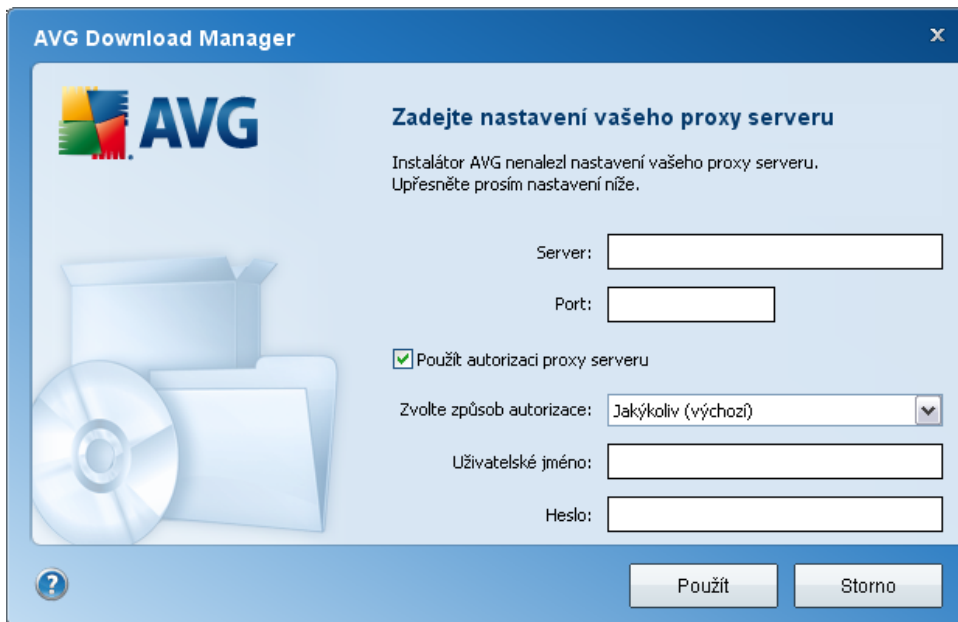 AVG Download Manager
x
AVG
Zadejte nastavení vašeho proxy serveru
Instalátor AVG nenalezl nastavení vašeho proxy serveru.
Upřesněte prosím nastavení níže.
Server:
Port:
Použít autorizaci proxy serveru
Zvolte způsob autorizace: Jakýkoliv (výchozí)
Uživatelské jméno:
Heslo:
? Použít Storno